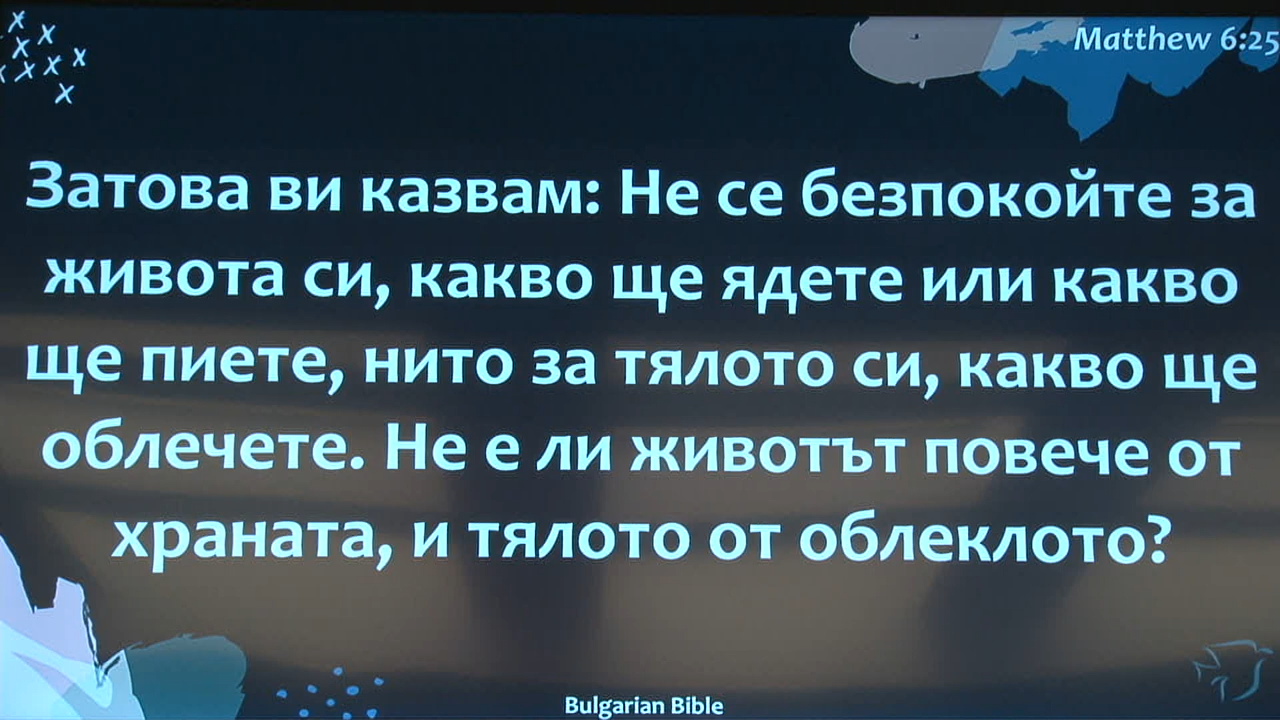 Matthew 6:25
Затова ви казвам: Не се безпокойте за
живота си, какво ще ядете или какво
ще пиете, нито за тялото си, какво ще
облечете. Не е ли животът повече от
храната, и тялото от облеклото?
Bulgarian Bible